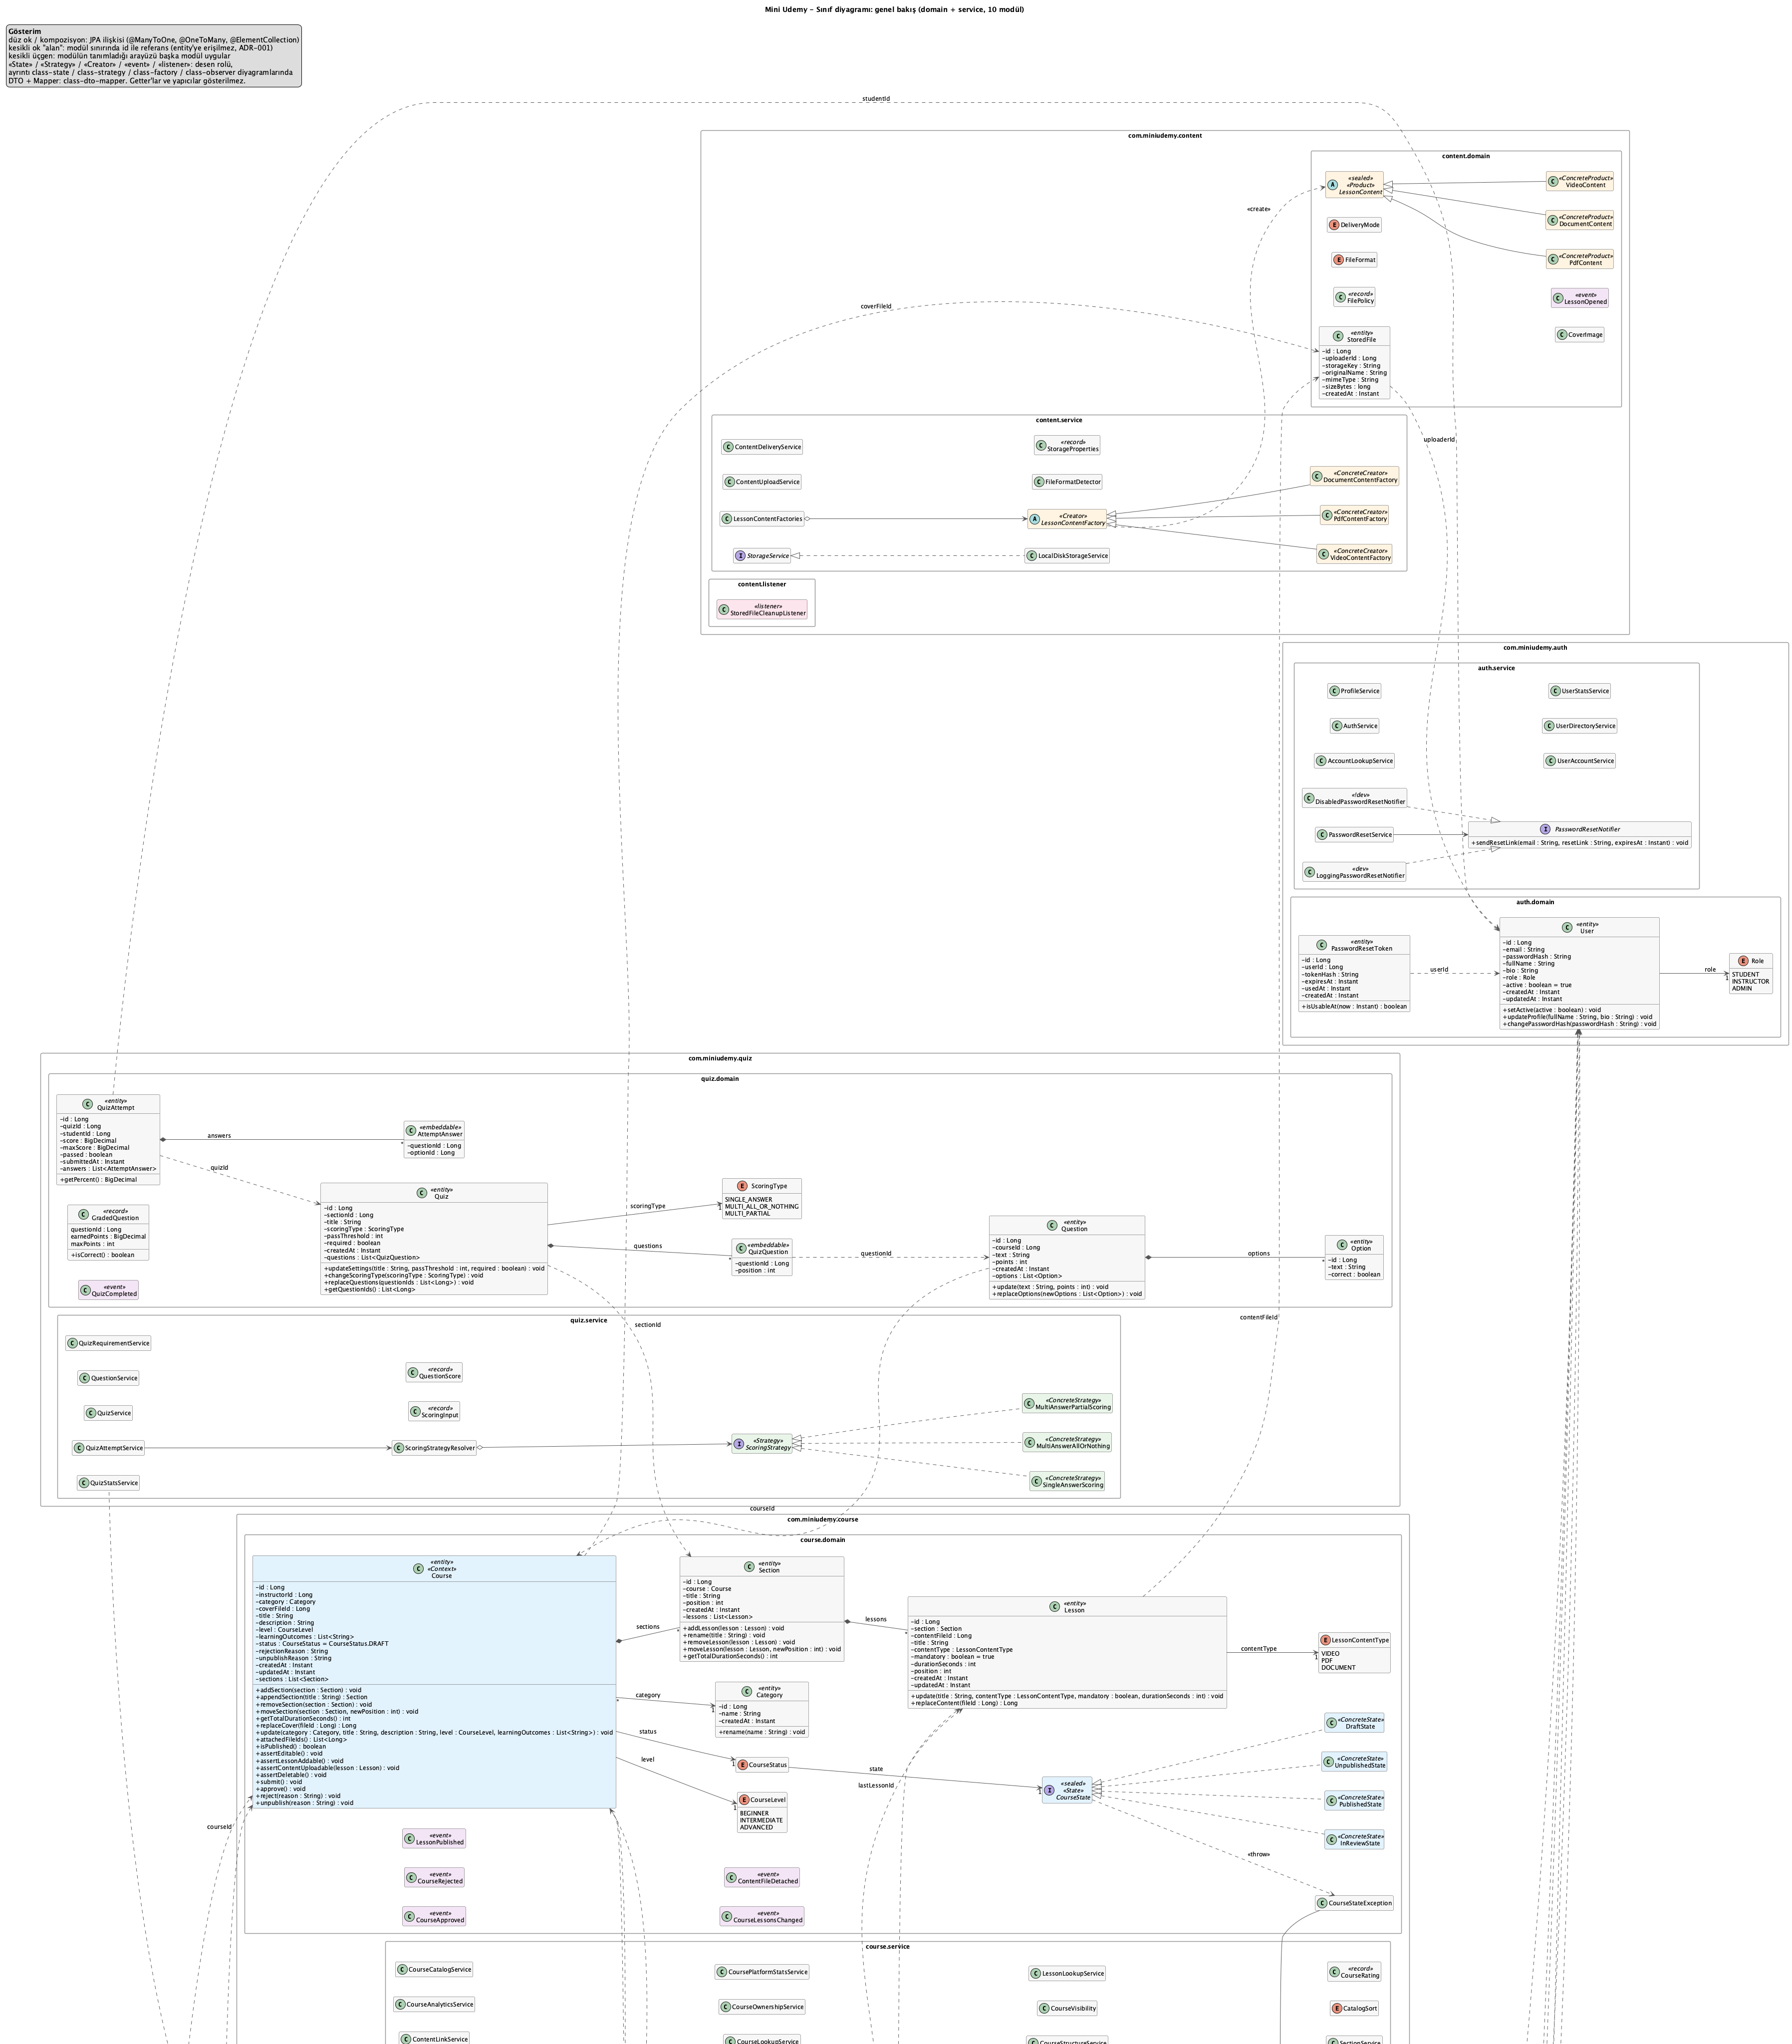 Mini Udemy – Sınıf diyagramı: genel bakış (domain + service, 10 modül)
Gösterim
düz ok / kompozisyon: JPA ilişkisi (@ManyToOne, @OneToMany, @ElementCollection)
kesikli ok "alan": modül sınırında id ile referans (entity'ye erişilmez, ADR-001)
kesikli üçgen: modülün tanımladığı arayüzü başka modül uygular
«State» / «Strategy» / «Creator» / «event» / «listener»: desen rolü,
ayrıntı class-state / class-strategy / class-factory / class-observer diyagramlarında
DTO + Mapper: class-dto-mapper. Getter'lar ve yapıcılar gösterilmez.
studentId
com.miniudemy.content
content.domain
«sealed»
«Product»
LessonContent
«ConcreteProduct»
VideoContent
«create»
DeliveryMode
«ConcreteProduct»
DocumentContent
FileFormat
«ConcreteProduct»
PdfContent
«record»
FilePolicy
«event»
LessonOpened
coverFileId
CoverImage
«entity»
StoredFile
–id : Long
–uploaderId : Long
–storageKey : String
–originalName : String
–mimeType : String
–sizeBytes : long
–createdAt : Instant
uploaderId
content.service
ContentDeliveryService
«record»
StorageProperties
ContentUploadService
FileFormatDetector
«ConcreteCreator»
DocumentContentFactory
LessonContentFactories
«Creator»
LessonContentFactory
«ConcreteCreator»
PdfContentFactory
StorageService
LocalDiskStorageService
«ConcreteCreator»
VideoContentFactory
content.listener
«listener»
StoredFileCleanupListener
com.miniudemy.auth
auth.service
ProfileService
UserStatsService
AuthService
UserDirectoryService
AccountLookupService
UserAccountService
«!dev»
DisabledPasswordResetNotifier
PasswordResetService
PasswordResetNotifier
+sendResetLink(email : String, resetLink : String, expiresAt : Instant) : void
«dev»
LoggingPasswordResetNotifier
auth.domain
«entity»
PasswordResetToken
–id : Long
–userId : Long
–tokenHash : String
–expiresAt : Instant
–usedAt : Instant
–createdAt : Instant
+isUsableAt(now : Instant) : boolean
userId
«entity»
User
–id : Long
–email : String
–passwordHash : String
–fullName : String
–bio : String
–role : Role
–active : boolean = true
–createdAt : Instant
–updatedAt : Instant
+setActive(active : boolean) : void
+updateProfile(fullName : String, bio : String) : void
+changePasswordHash(passwordHash : String) : void
role
1
Role
STUDENT
INSTRUCTOR
ADMIN
com.miniudemy.quiz
quiz.domain
«entity»
QuizAttempt
–id : Long
–quizId : Long
–studentId : Long
–score : BigDecimal
–maxScore : BigDecimal
–passed : boolean
–submittedAt : Instant
–answers : List<AttemptAnswer>
+getPercent() : BigDecimal
answers
*
«embeddable»
AttemptAnswer
–questionId : Long
–optionId : Long
quizId
«record»
GradedQuestion
questionId : Long
earnedPoints : BigDecimal
maxPoints : int
+isCorrect() : boolean
«event»
QuizCompleted
«entity»
Quiz
–id : Long
–sectionId : Long
–title : String
–scoringType : ScoringType
–passThreshold : int
–required : boolean
–createdAt : Instant
–questions : List<QuizQuestion>
+updateSettings(title : String, passThreshold : int, required : boolean) : void
+changeScoringType(scoringType : ScoringType) : void
+replaceQuestions(questionIds : List<Long>) : void
+getQuestionIds() : List<Long>
scoringType
1
ScoringType
SINGLE_ANSWER
MULTI_ALL_OR_NOTHING
MULTI_PARTIAL
questions
*
«embeddable»
QuizQuestion
–questionId : Long
–position : int
questionId
«entity»
Question
–id : Long
–courseId : Long
–text : String
–points : int
–createdAt : Instant
–options : List<Option>
+update(text : String, points : int) : void
+replaceOptions(newOptions : List<Option>) : void
options
*
«entity»
Option
–id : Long
–text : String
–correct : boolean
contentFileId
sectionId
quiz.service
QuizRequirementService
QuestionService
«record»
QuestionScore
QuizService
«record»
ScoringInput
«ConcreteStrategy»
MultiAnswerPartialScoring
QuizAttemptService
ScoringStrategyResolver
«Strategy»
ScoringStrategy
«ConcreteStrategy»
MultiAnswerAllOrNothing
QuizStatsService
«ConcreteStrategy»
SingleAnswerScoring
courseId
com.miniudemy.course
course.domain
«entity»
«Context»
Course
–id : Long
–instructorId : Long
–category : Category
–coverFileId : Long
–title : String
–description : String
–level : CourseLevel
–learningOutcomes : List<String>
–status : CourseStatus = CourseStatus.DRAFT
–rejectionReason : String
–unpublishReason : String
–createdAt : Instant
–updatedAt : Instant
–sections : List<Section>
+addSection(section : Section) : void
+appendSection(title : String) : Section
+removeSection(section : Section) : void
+moveSection(section : Section, newPosition : int) : void
+getTotalDurationSeconds() : int
+replaceCover(fileId : Long) : Long
+update(category : Category, title : String, description : String, level : CourseLevel, learningOutcomes : List<String>) : void
+attachedFileIds() : List<Long>
+isPublished() : boolean
+assertEditable() : void
+assertLessonAddable() : void
+assertContentUploadable(lesson : Lesson) : void
+assertDeletable() : void
+submit() : void
+approve() : void
+reject(reason : String) : void
+unpublish(reason : String) : void
sections
*
«entity»
Section
–id : Long
–course : Course
–title : String
–position : int
–createdAt : Instant
–lessons : List<Lesson>
+addLesson(lesson : Lesson) : void
+rename(title : String) : void
+removeLesson(lesson : Lesson) : void
+moveLesson(lesson : Lesson, newPosition : int) : void
+getTotalDurationSeconds() : int
lessons
*
«entity»
Lesson
–id : Long
–section : Section
–contentFileId : Long
–title : String
–contentType : LessonContentType
–mandatory : boolean = true
–durationSeconds : int
–position : int
–createdAt : Instant
–updatedAt : Instant
+update(title : String, contentType : LessonContentType, mandatory : boolean, durationSeconds : int) : void
+replaceContent(fileId : Long) : Long
contentType
1
LessonContentType
VIDEO
PDF
DOCUMENT
*
category
1
«entity»
Category
–id : Long
–name : String
–createdAt : Instant
+rename(name : String) : void
status
1
CourseStatus
level
1
CourseLevel
BEGINNER
INTERMEDIATE
ADVANCED
state
1
lastLessonId
«sealed»
«State»
CourseState
«ConcreteState»
DraftState
«ConcreteState»
UnpublishedState
«ConcreteState»
PublishedState
«ConcreteState»
InReviewState
«throw»
CourseStateException
courseId
«event»
LessonPublished
«event»
CourseRejected
«event»
ContentFileDetached
«event»
CourseApproved
«event»
CourseLessonsChanged
course.service
CourseCatalogService
CoursePlatformStatsService
LessonLookupService
«record»
CourseRating
CourseAnalyticsService
CourseOwnershipService
CourseVisibility
CatalogSort
ContentLinkService
CourseLookupService
CourseStructureService
SectionService